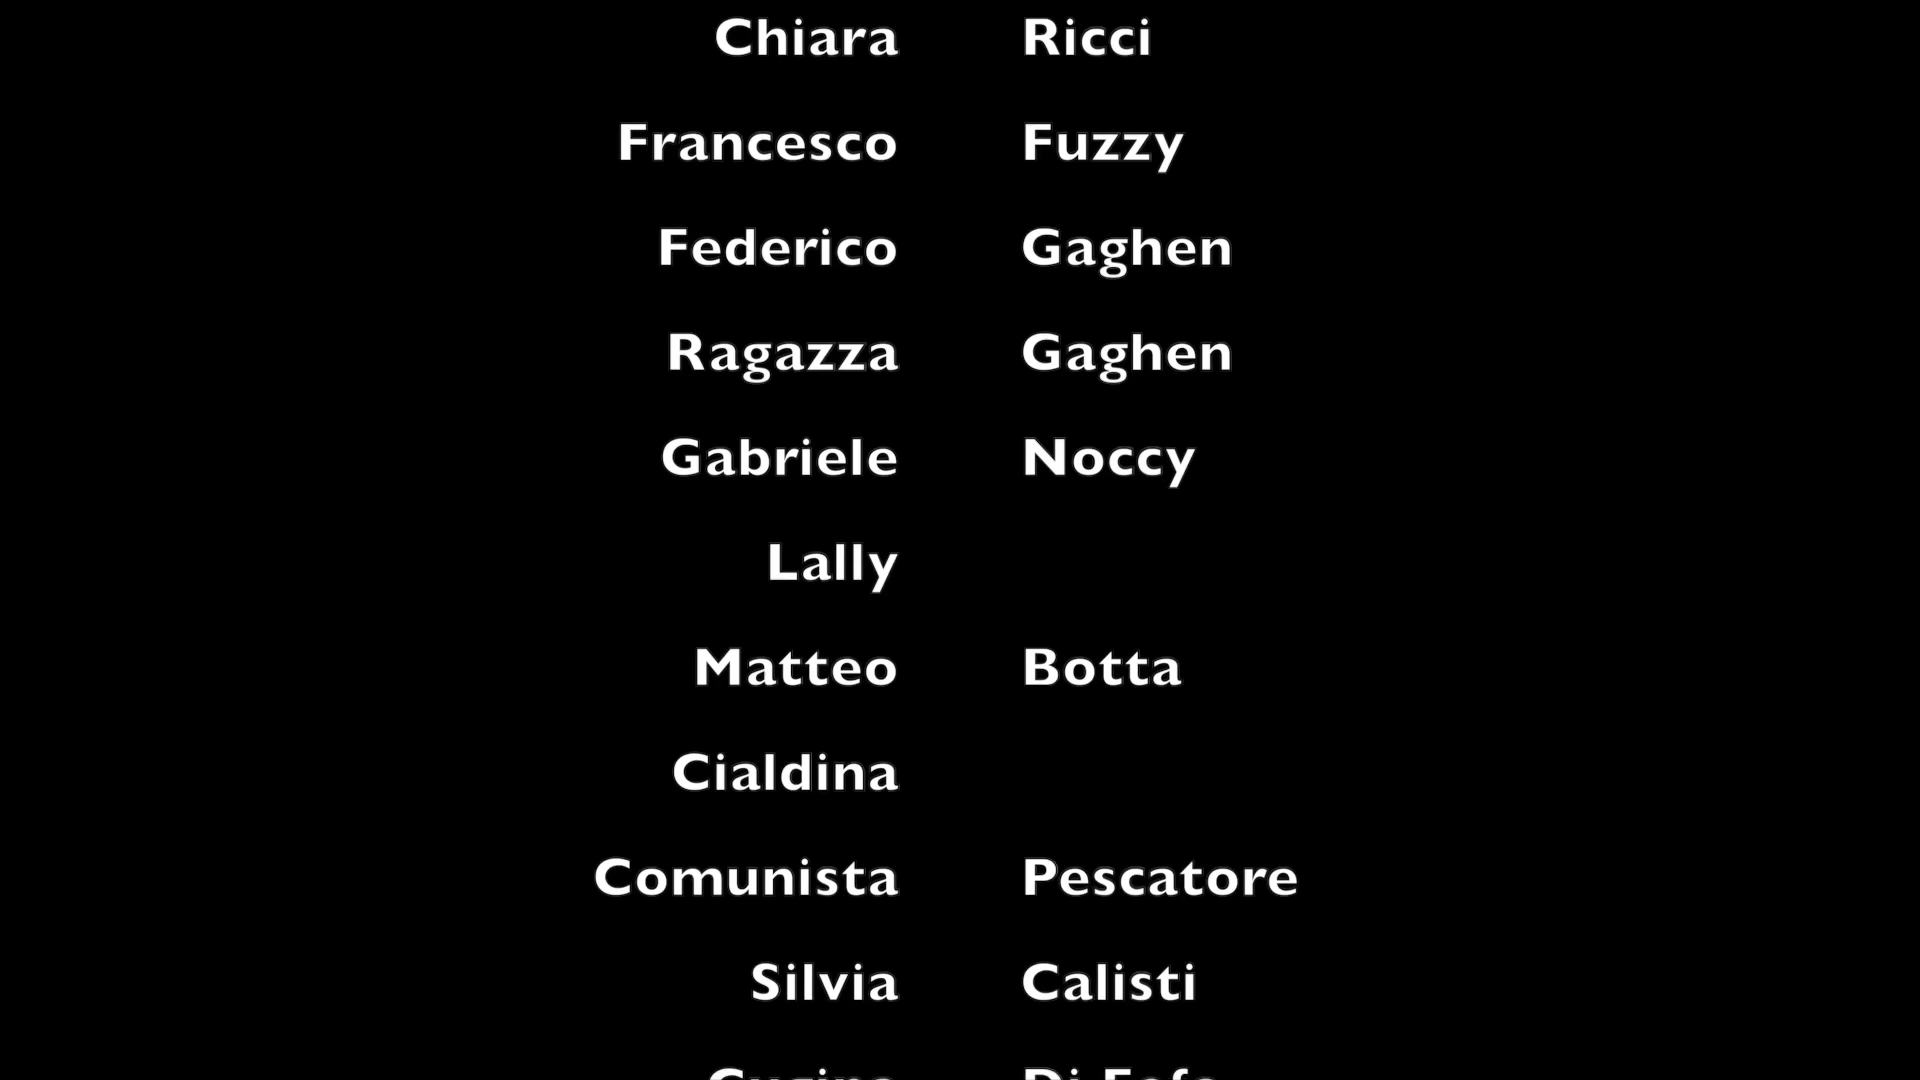 Chiara Ricci
Francesco Fuzzy
Federico Gaghen
Ragazza Gaghen
Gabriele Noccy
Lally
Matteo Botta
Cialdina
Comunista Pescatore
Silvia Calisti